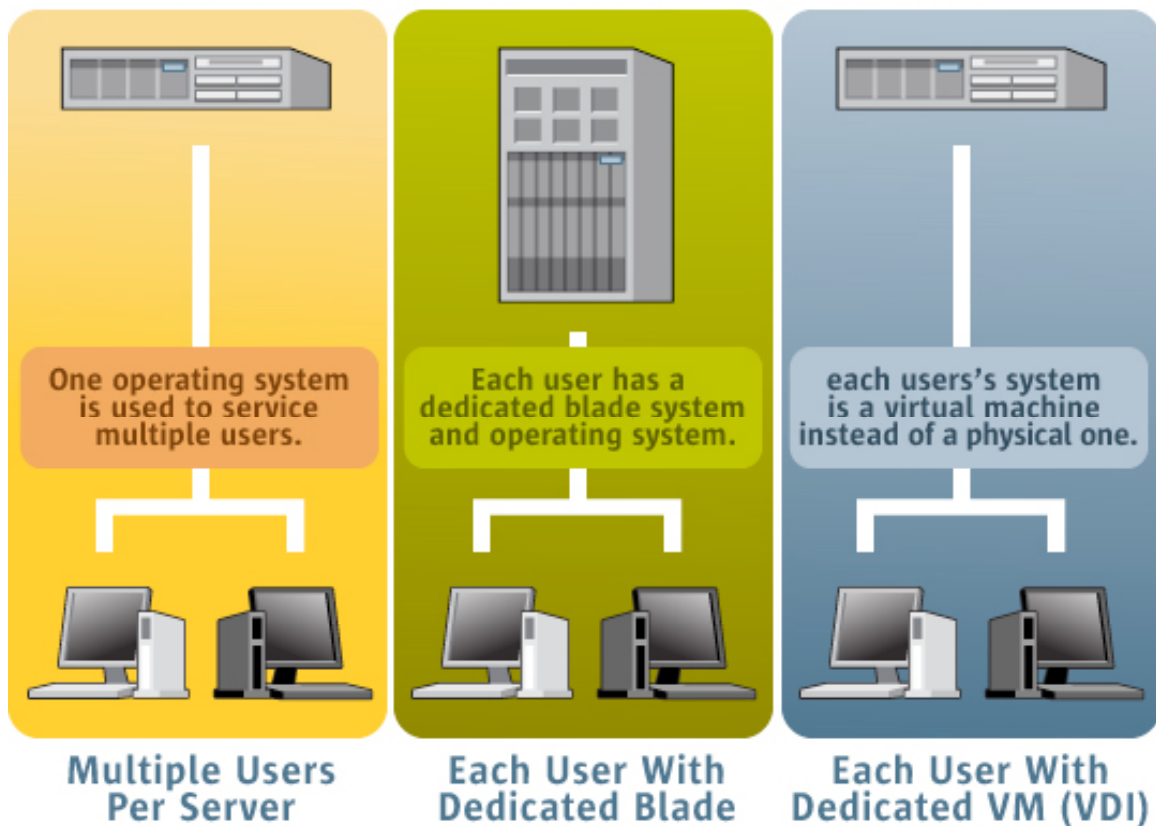 One operating system
is used to service
multiple users.
Each user has a
dedicated blade system
and operating system.
each users's system
is a virtual machine
instead of a physical one.
Multiple Users
Per Server
Each User With
Dedicated Blade
Each User With
Dedicated VM (VDI)